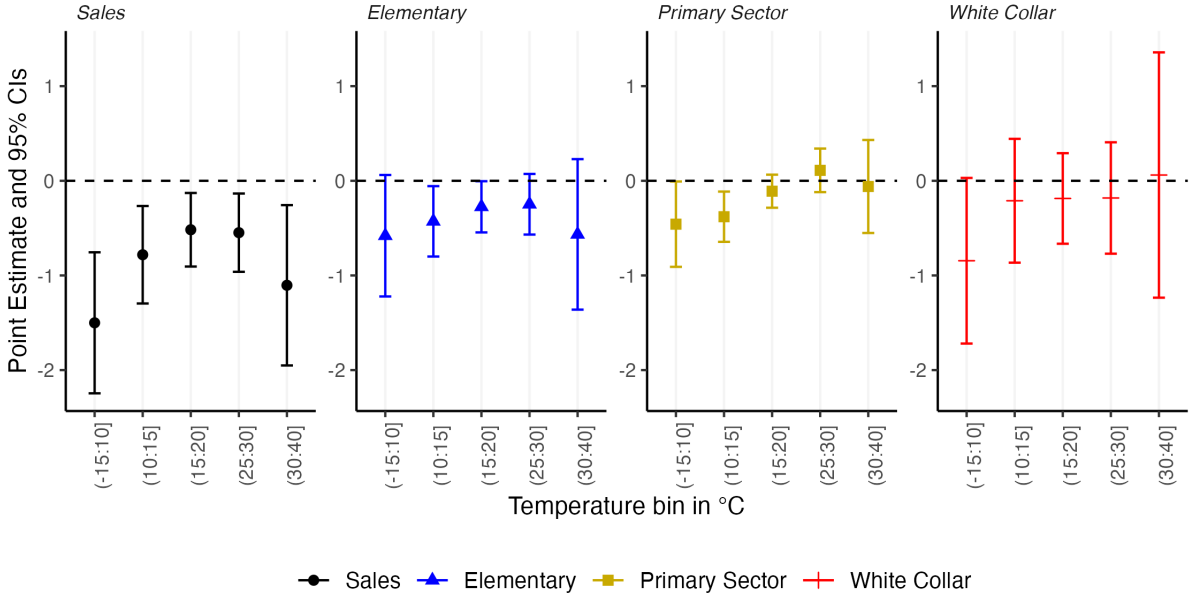 Sales Elementary Primary Sector White Collar
Point Estimate and 95% CIs
1 1 1 1
0 0 0 0
-1 -1 -1 -1
-2 -2 -2 -2
(-15:10] (10:15] (15:20] (25:30] (30:40] (-15:10] (10:15] (15:20] (25:30] (30:40] (-15:10] (10:15] (15:20] (25:30] (30:40] (-15:10] (10:15] (15:20] (25:30] (30:40]
Temperature bin in °C
Sales Elementary Primary Sector White Collar